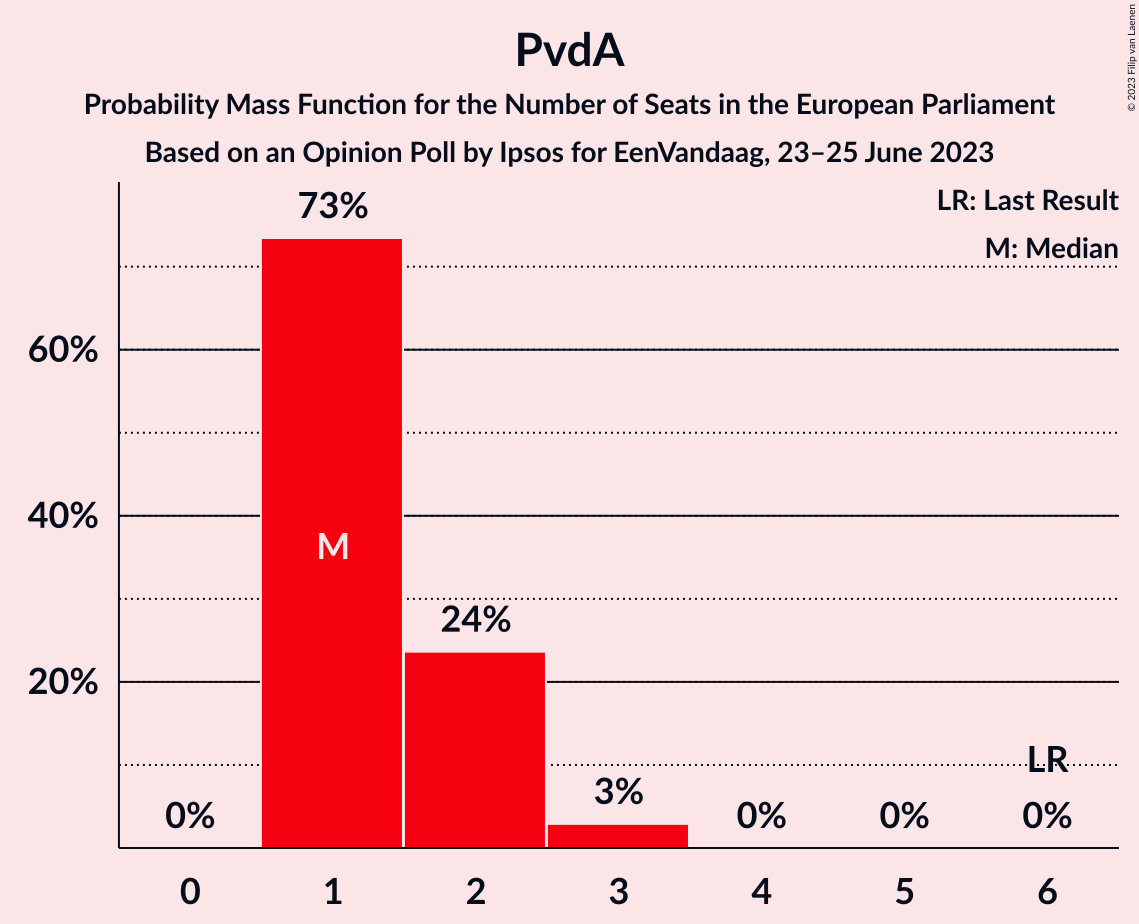 PvdA
Probability Mass Function for the Number of Seats in the European Parliament
Based on an Opinion Poll by Ipsos for EenVandaag, 23–25 June 2023
© 2023 Filip van Laenen
LR: Last Result
M: Median
73%
60%
40%
M
24%
20%
LR
3%
0%
0%
0%
0%
0 1 2 3 4 5 6